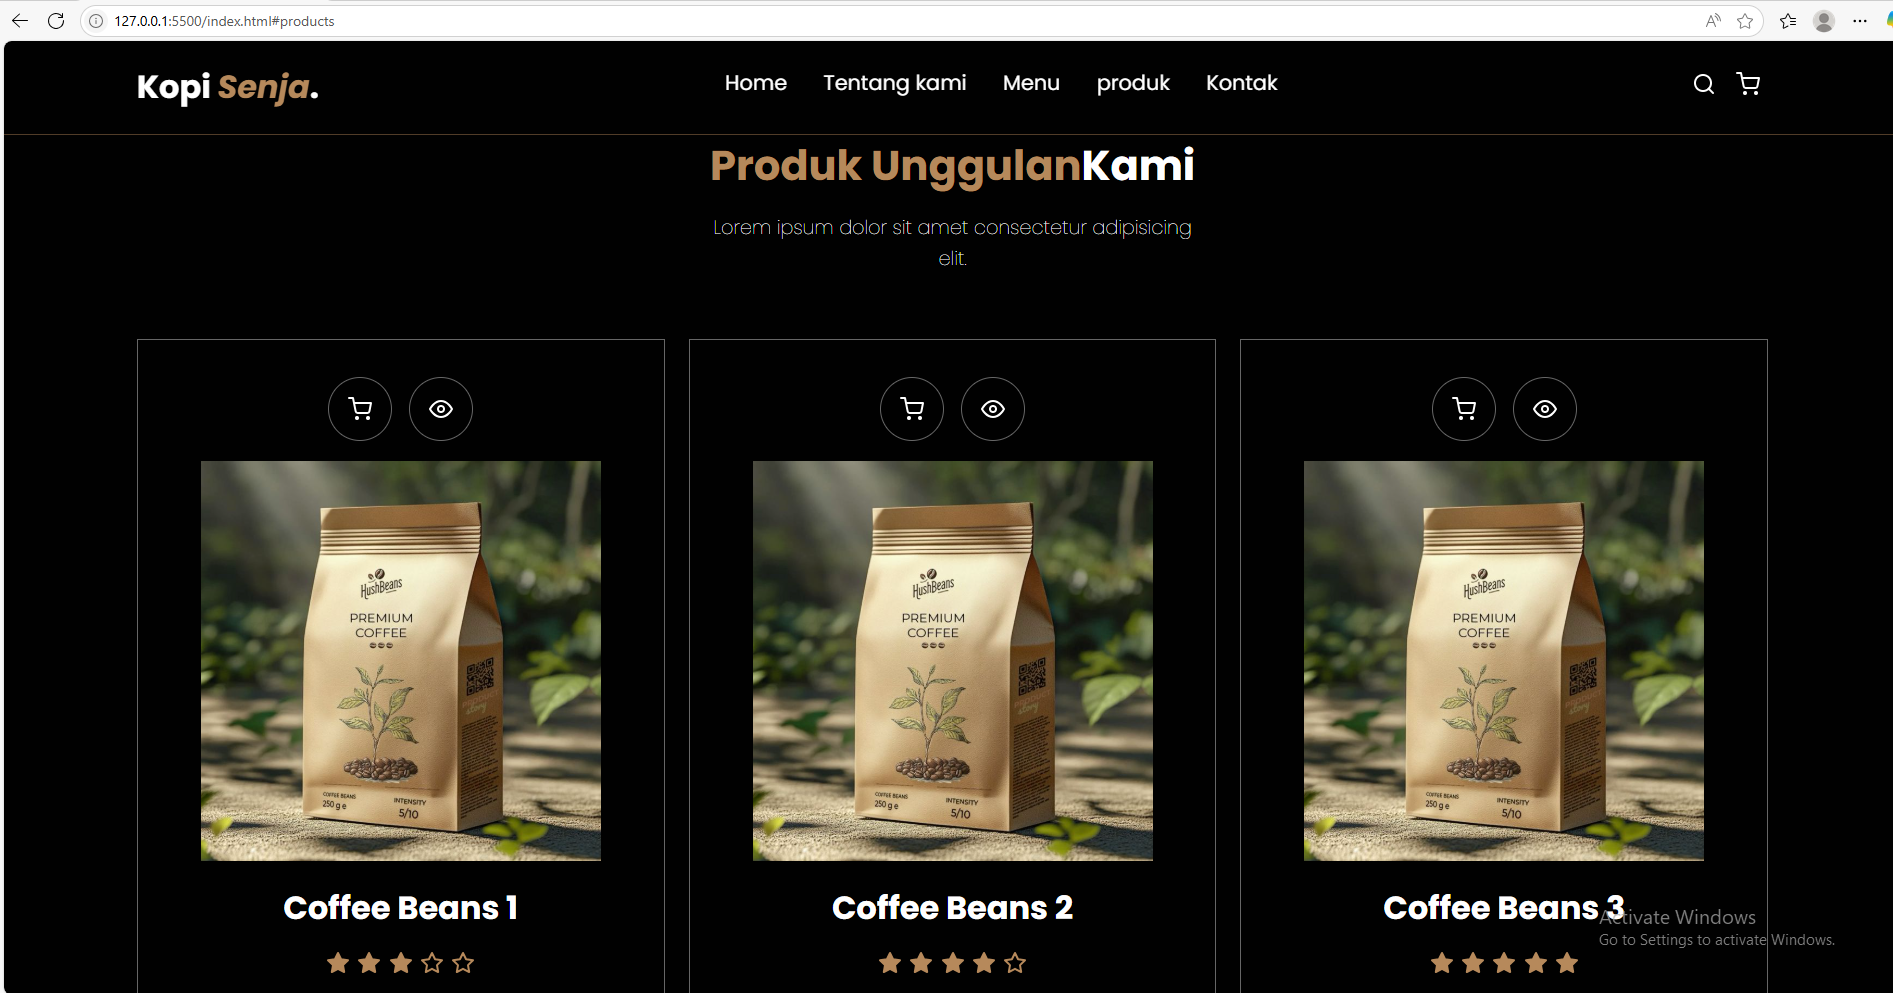 127.0.0.1:5500/index.html#products
Kopi Senja.
Home Tentang kami Menu produk Kontak
Produk UnggulanKami
Lorem ipsum dolor sit amet consectetur adipisicing
elit.
HushBeans
PREMIUM
COFFEE
story
COFFEE BEANS
250 g e
INTENSITY
5/10
HushBeans
PREMIUM
COFFEE
story
COFFEE BEANS
250 g e
INTENSITY
5/10
HushBeans
PREMIUM
COFFEE
story
COFFEE BEANS
250 g e
INTENSITY
5/10
Coffee Beans 1
Coffee Beans 2
Coffee Beans 3
Activate Windows
Go to Settings to activate Windows.